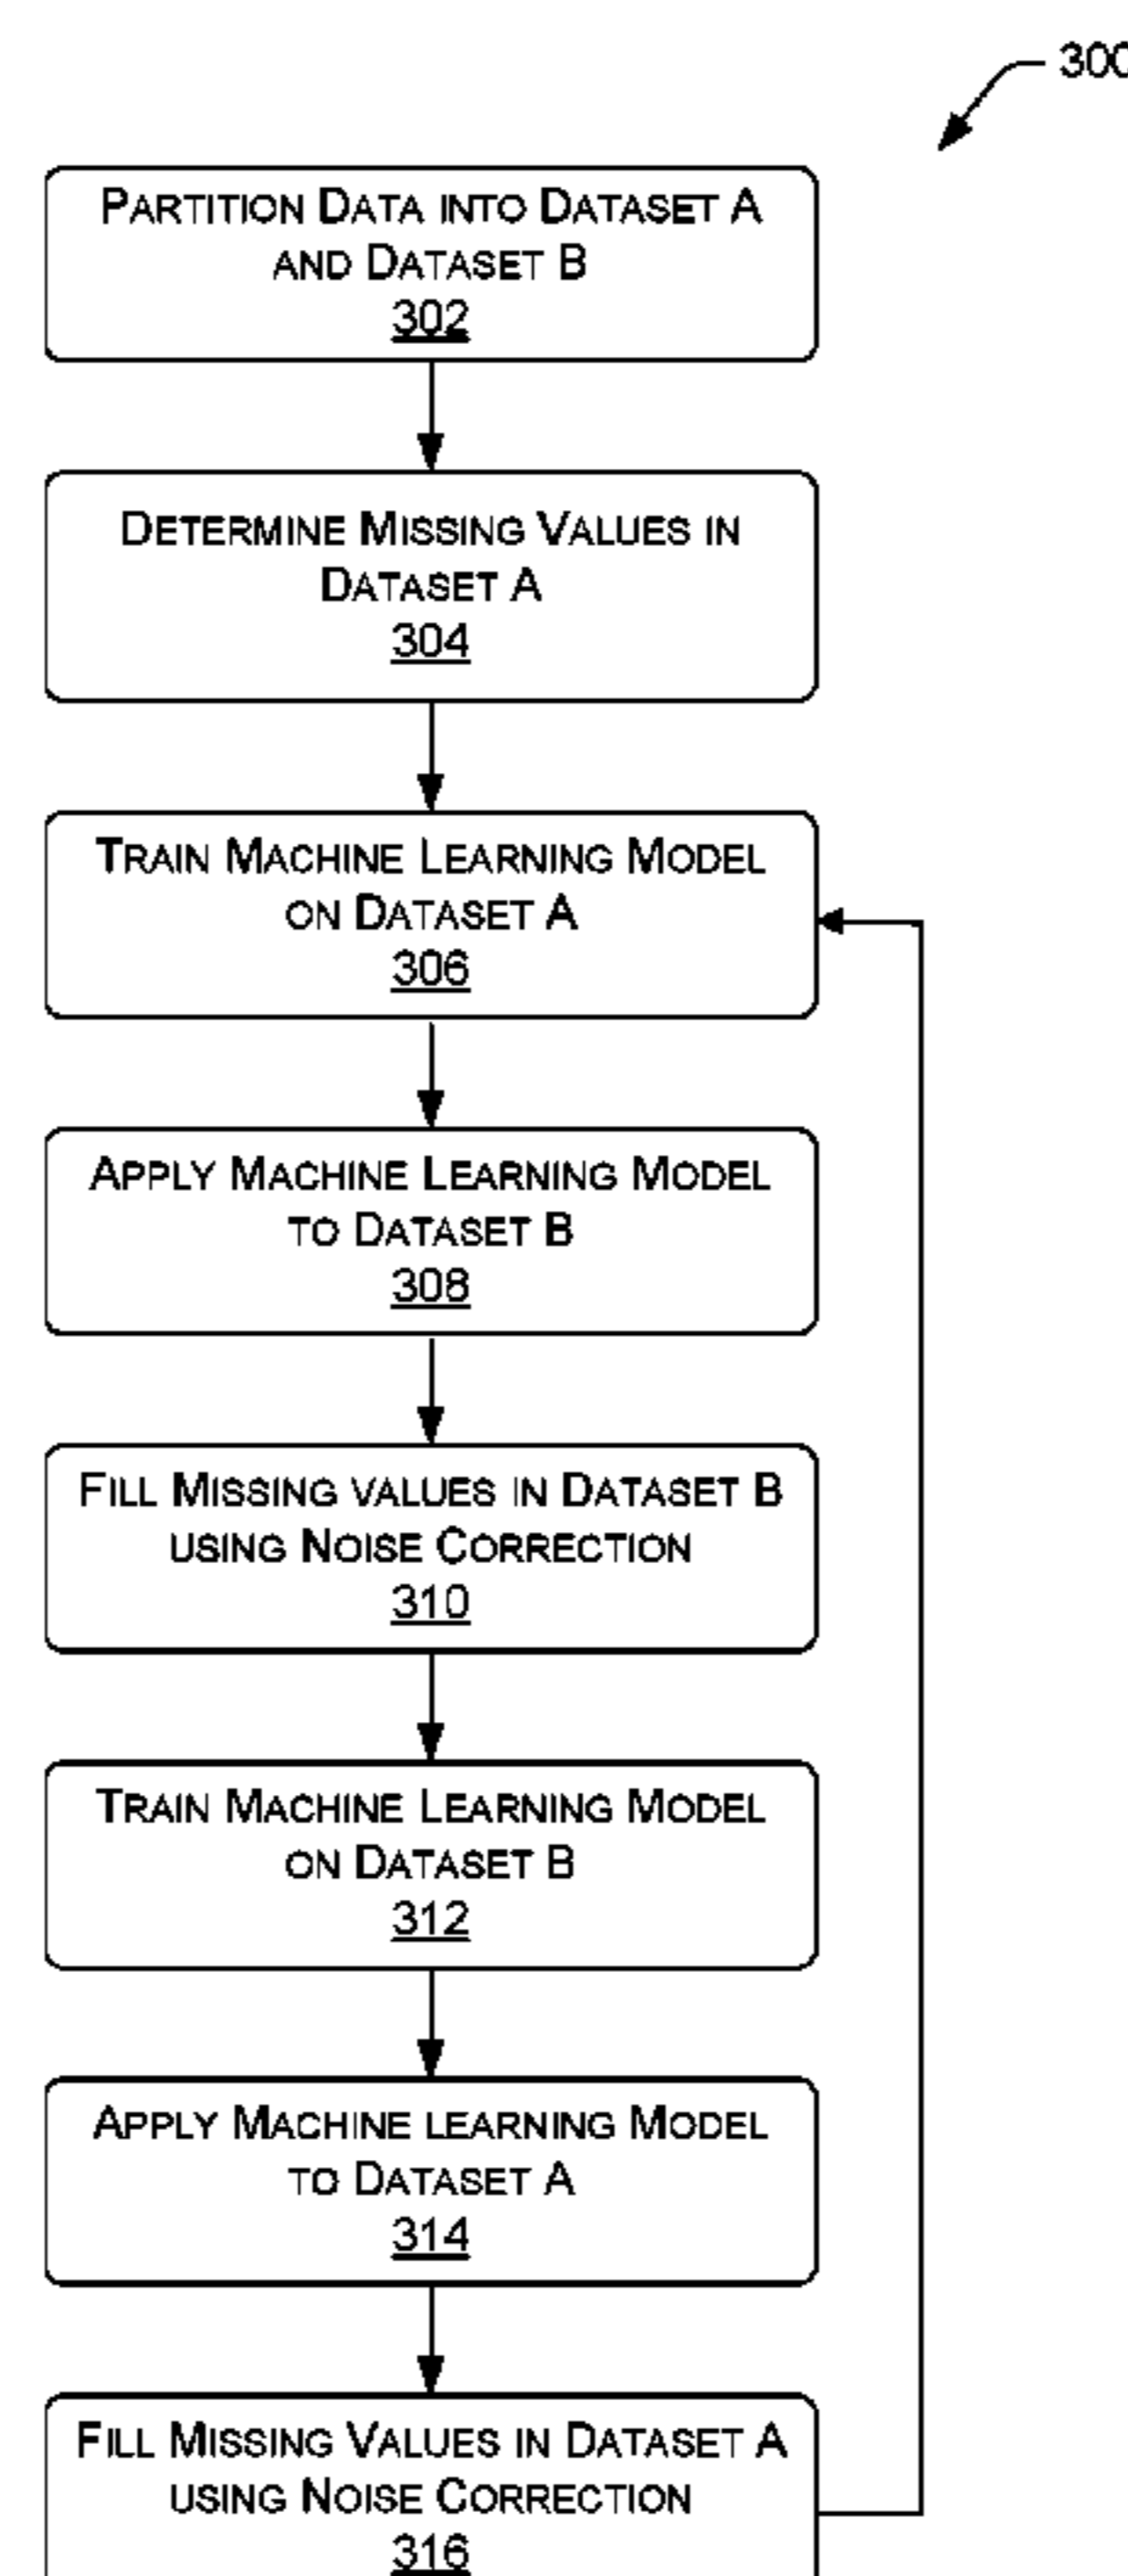 300
PARTITION DATA INTO DATASET A
AND DATASET B
302
DETERMINE MISSING VALUES IN
DATASET A
304
TRAIN MACHINE LEARNING MODEL
ON DATASET A
306
APPLY MACHINE LEARNING MODEL
TO DATASET B
308
FILL MISSING VALUES IN DATASET B
USING NOISE CORRECTION
310
TRAIN MACHINE LEARNING MODEL
ON DATASET B
312
APPLY MACHINE LEARNING MODEL
TO DATASET A
314
FILL MISSING VALUES IN DATASET A
USING NOISE CORRECTION
316